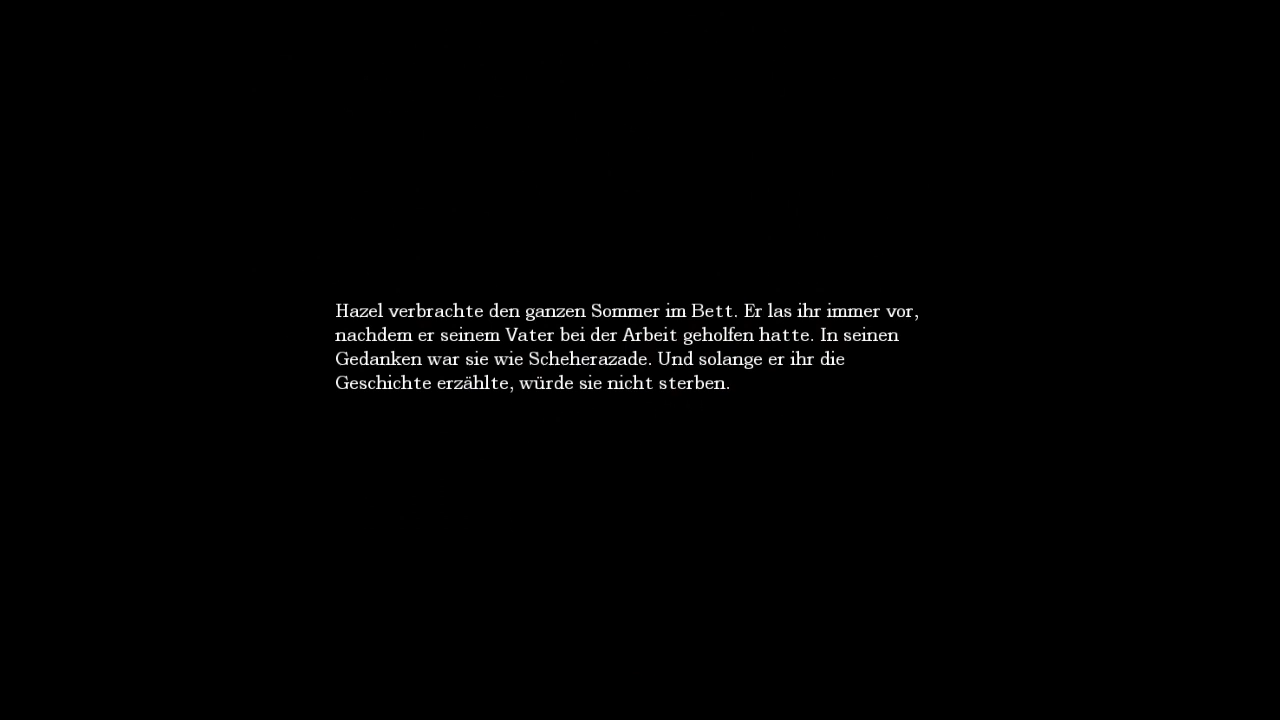 Hazel verbrachte den ganzen Sommer im Bett. Er las ihr immer vor,
nachdem er seinem Vater bei der Arbeit geholfen hatte. In seinen
Gedanken war sie wie Scheherazade. Und solange er ihr die
Geschichte erzählte, würde sie nicht sterben.